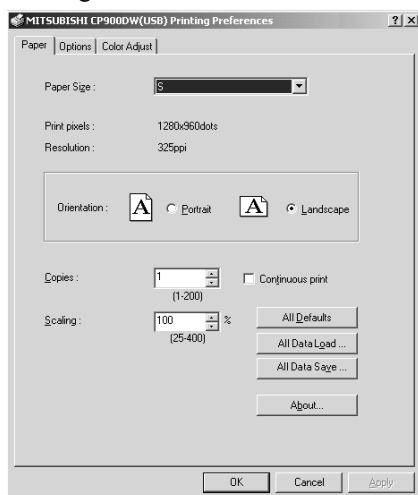 MITSUBISHI CP900DW(USB) Printing Preferences
Paper Options Color Adjust
Paper Size : S
Print pixels : 1280x960dots
Resolution : 325ppi
Orientation : A Portrait A Landscape
Copies : 1 Continuous print
(1-200)
Scaling : 100 % All Defaults
(25-400) All Data Load ...
All Data Save ...
About...
OK Cancel Apply